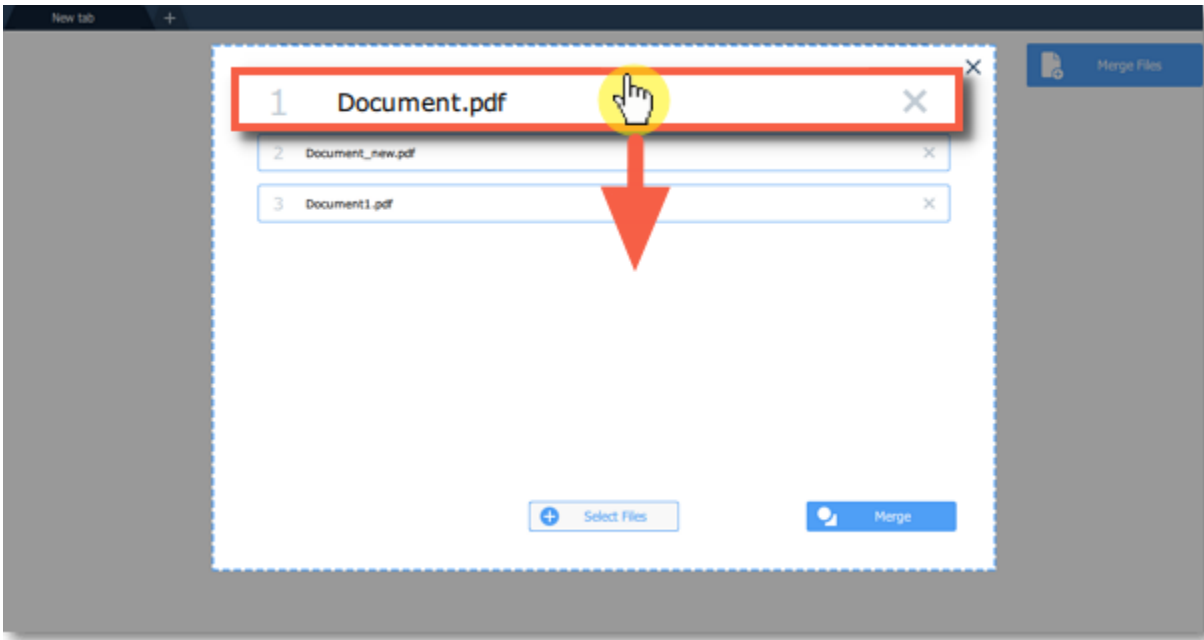 New tab
Merge Files
1 Document.pdf
2 Document_new.pdf
3 Document1.pdf
Select Files
Merge